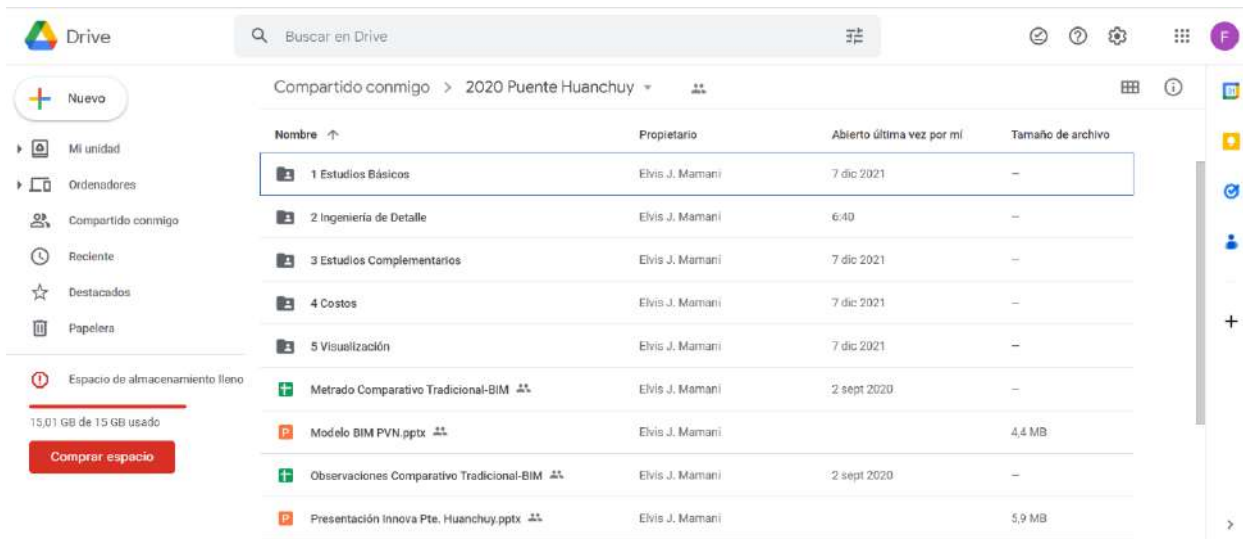 Drive
Buscar en Drive
F
Nuevo
Compartido conmigo > 2020 Puente Huanchuy
Nombre ↑ Propietario Abierto última vez por mí Tamaño de archivo
Mi unidad
Ordenadores
Compartido conmigo
Reciente
Destacados
Papelera
Espacio de almacenamiento lleno
15,01 GB de 15 GB usado
Comprar espacio
1 Estudios Básicos Elvis J. Mamani 7 dic 2021 –
2 Ingeniería de Detalle Elvis J. Mamani 6:40 –
3 Estudios Complementarios Elvis J. Mamani 7 dic 2021 –
4 Costos Elvis J. Mamani 7 dic 2021 –
5 Visualización Elvis J. Mamani 7 dic 2021 –
Metrado Comparativo Tradicional-BIM Elvis J. Mamani 2 sept 2020 –
P Modelo BIM PVN.pptx Elvis J. Mamani 4,4 MB
Observaciones Comparativo Tradicional-BIM Elvis J. Mamani 2 sept 2020 –
P Presentación Innova Pte. Huanchuy.pptx Elvis J. Mamani 5,9 MB